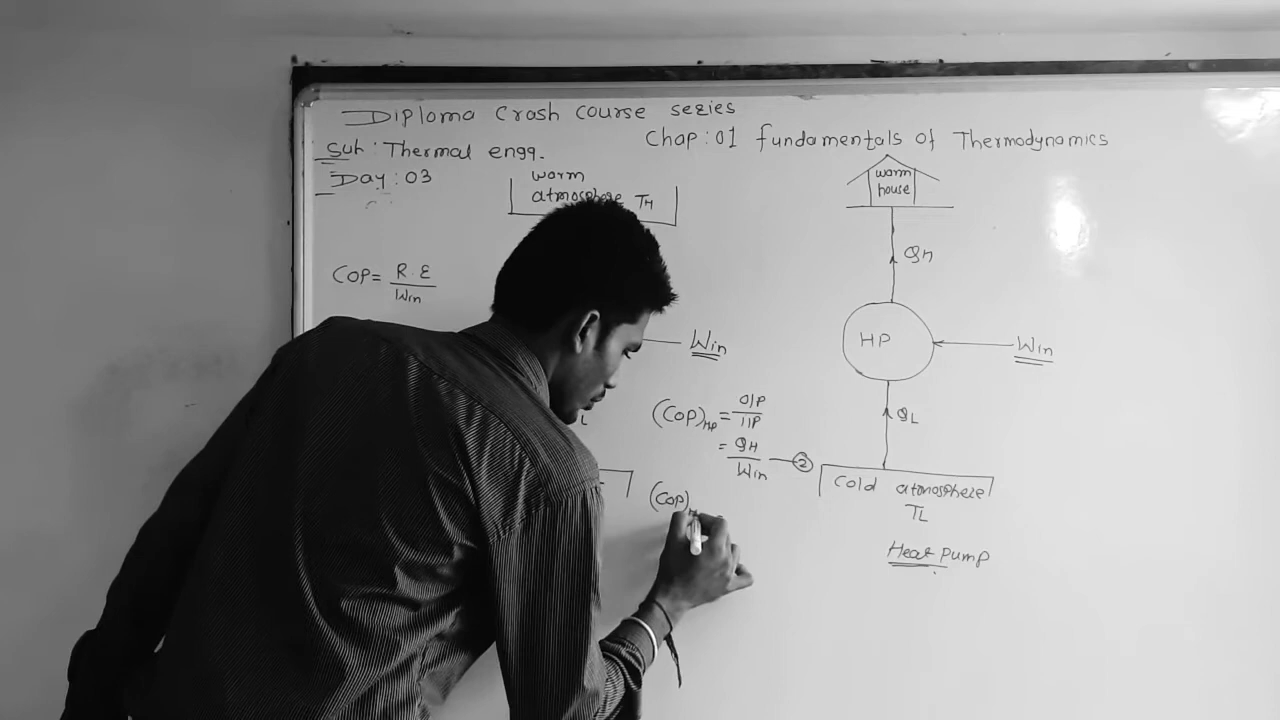 Diploma Crash course series
Sub : Thermal engg.
Chap : 01 fundamentals of Thermodynamics
Day : 03
warm
atmosphere TH
COP = R.E
Win
Win
warm
house
QH
HP
Win
QL
(COP)HP = O/P
I/P
= QH
Win
2
Cold atmosphere
TL
Heat pump
(COP)